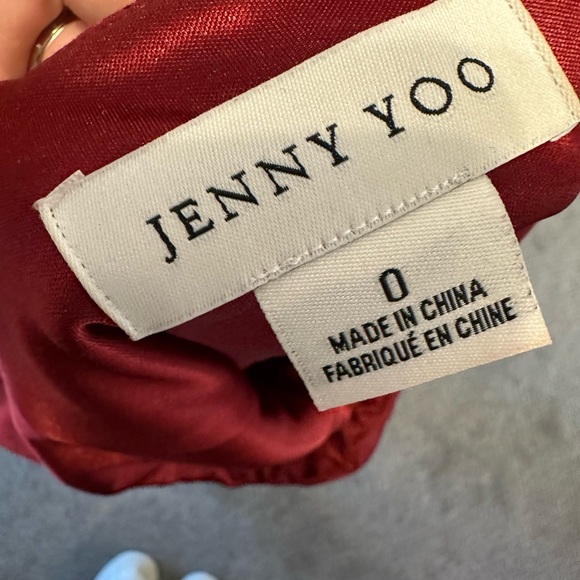 JENNY YOO
0
MADE IN CHINA
FABRIQUÉ EN CHINE